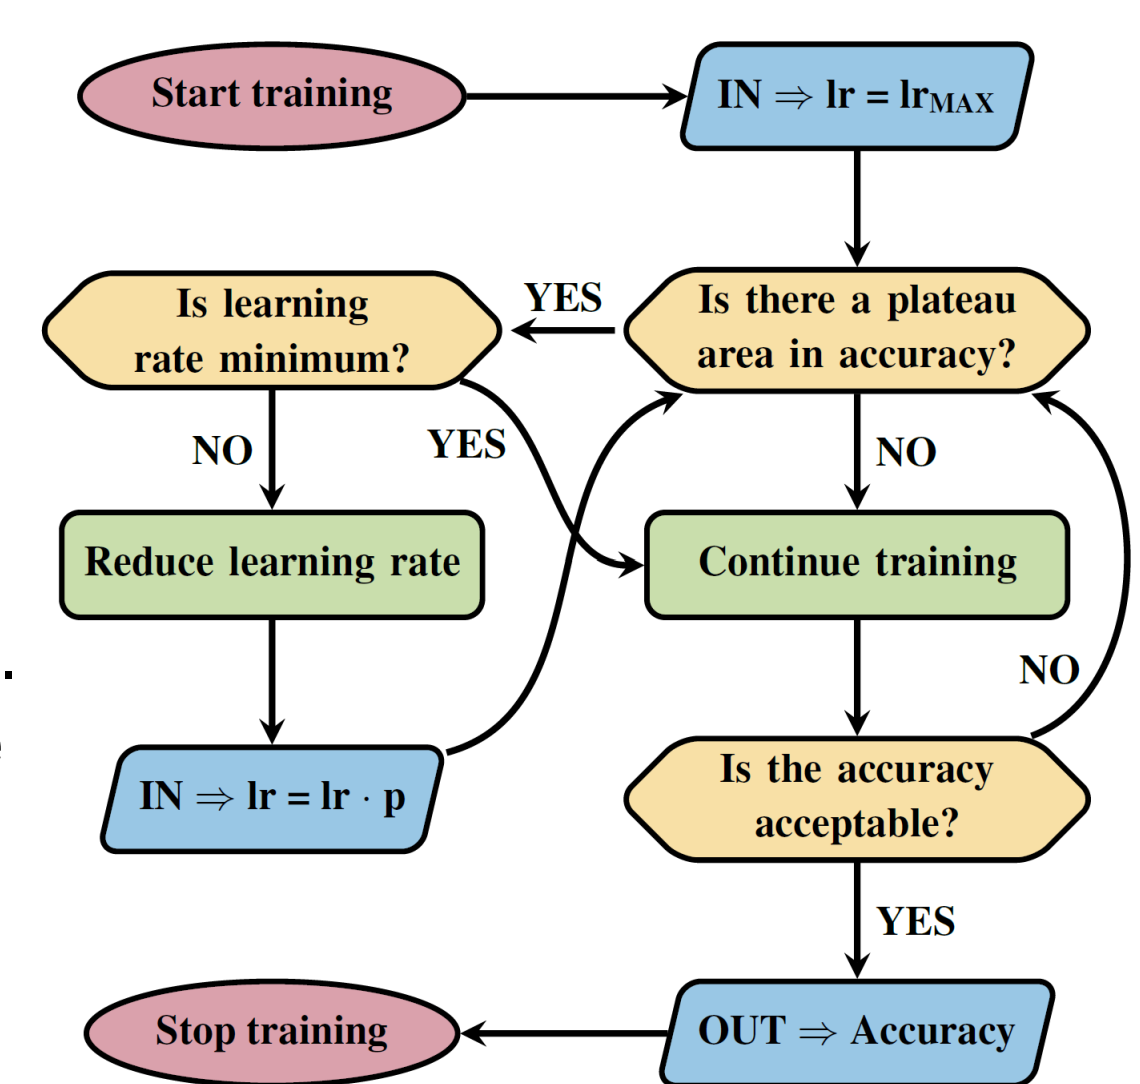 Start training
IN ⇒ lr = lrMAX
Is there a plateau
area in accuracy?
YES
Is learning
rate minimum?
NO
YES
NO
Reduce learning rate
Continue training
.
e
NO
IN ⇒ lr = lr · p
Is the accuracy
acceptable?
YES
OUT ⇒ Accuracy
Stop training